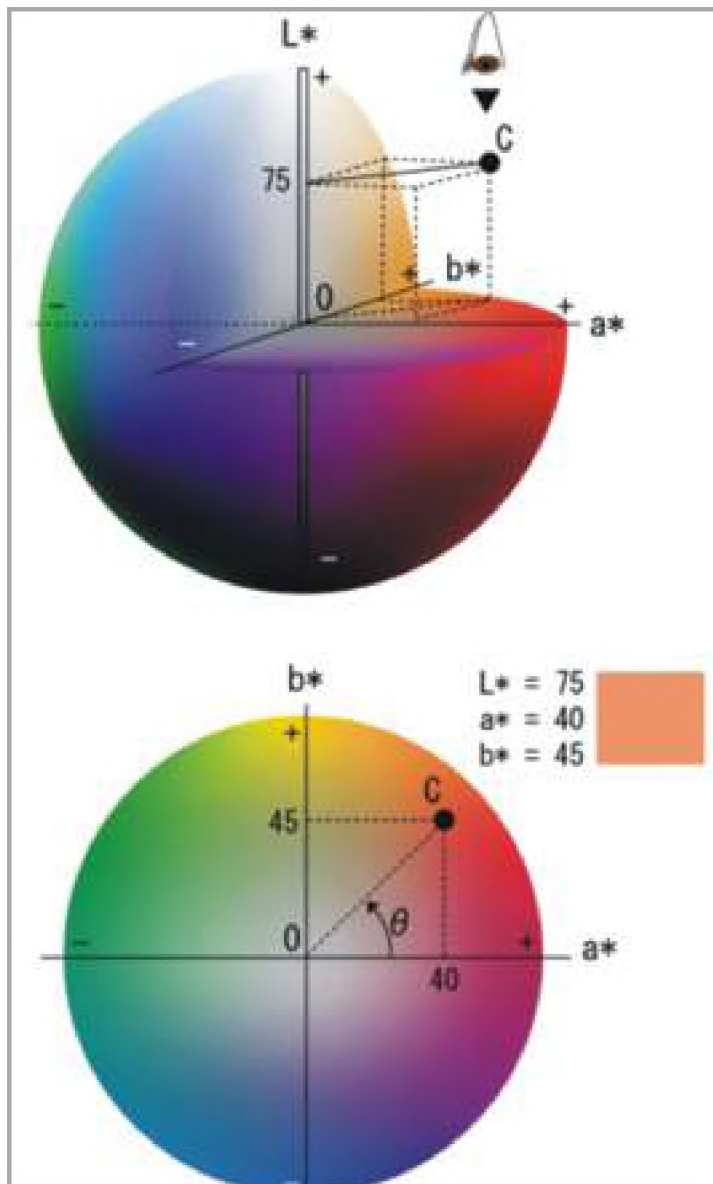 L*
+
C
75
b*
+
0
- +
a*
-
-
b*
L* = 75
a* = 40
b* = 45
+
C
45
θ
0
- +
a*
40